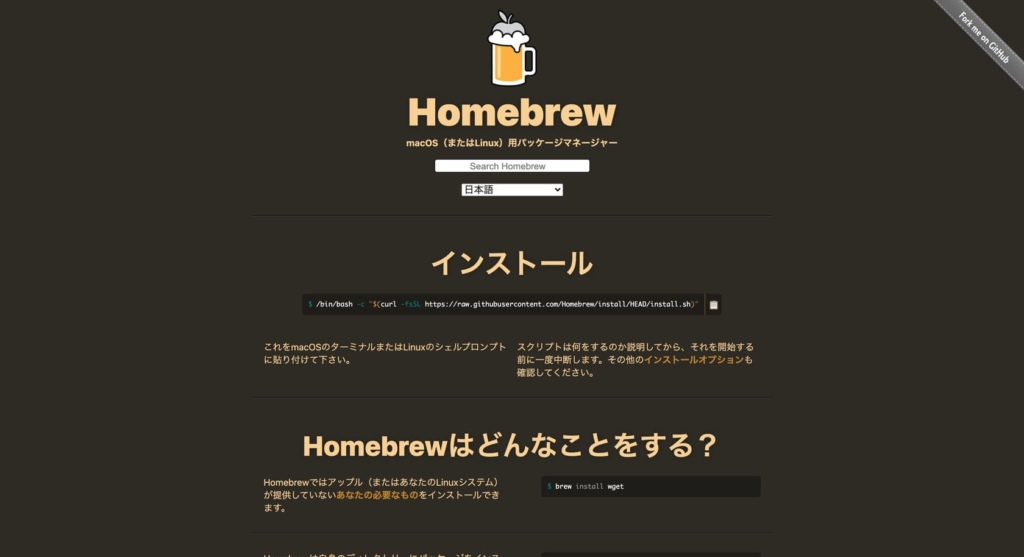 Fork me on GitHub
Homebrew
macOS（またはLinux）用パッケージマネージャー
Search Homebrew
日本語
インストール
$ /bin/bash -c "$(curl -fsSL https://raw.githubusercontent.com/Homebrew/install/HEAD/install.sh)"
これをmacOSのターミナルまたはLinuxのシェルプロンプト
に貼り付けて下さい。
スクリプトは何をするのか説明してから、それを開始する
前に一度中断します。その他のインストールオプションも
確認してください。
Homebrewはどんなことをする？
Homebrewではアップル（またはあなたのLinuxシステム）
が提供していないあなたの必要なものをインストールでき
ます。
$ brew install wget